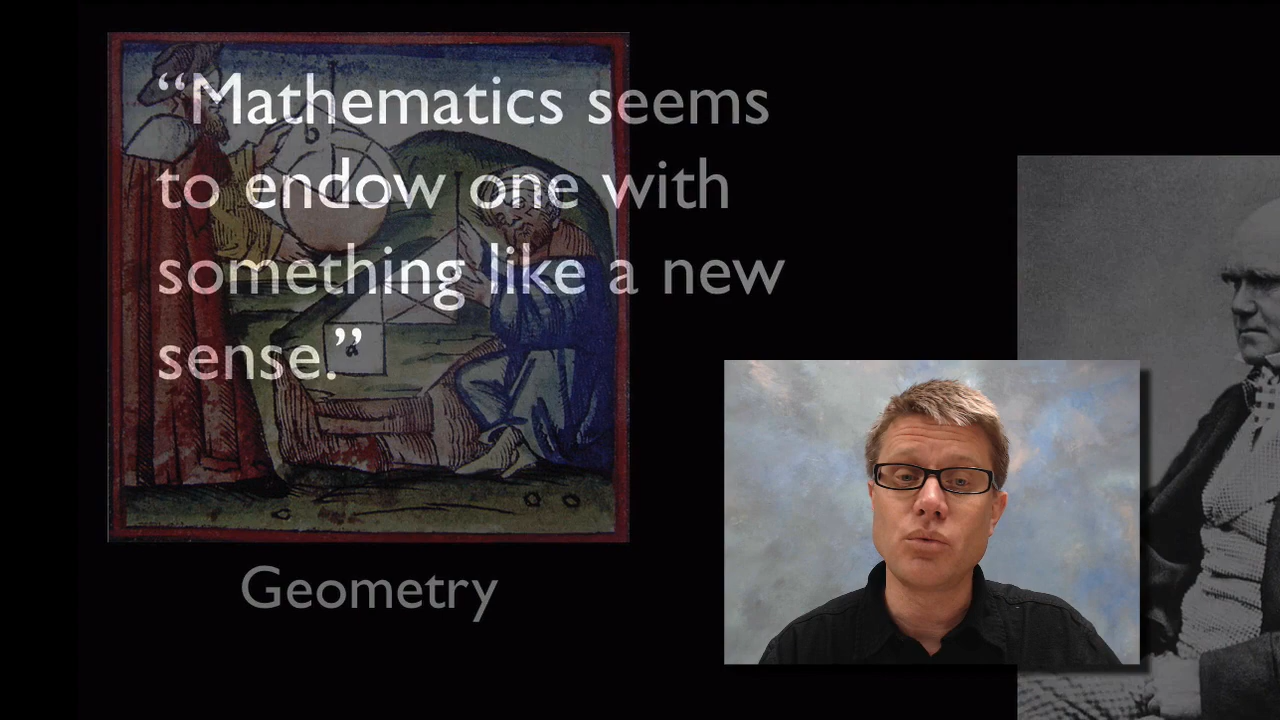 “Mathematics seems
to endow one with
something like a new
sense.”
Geometry